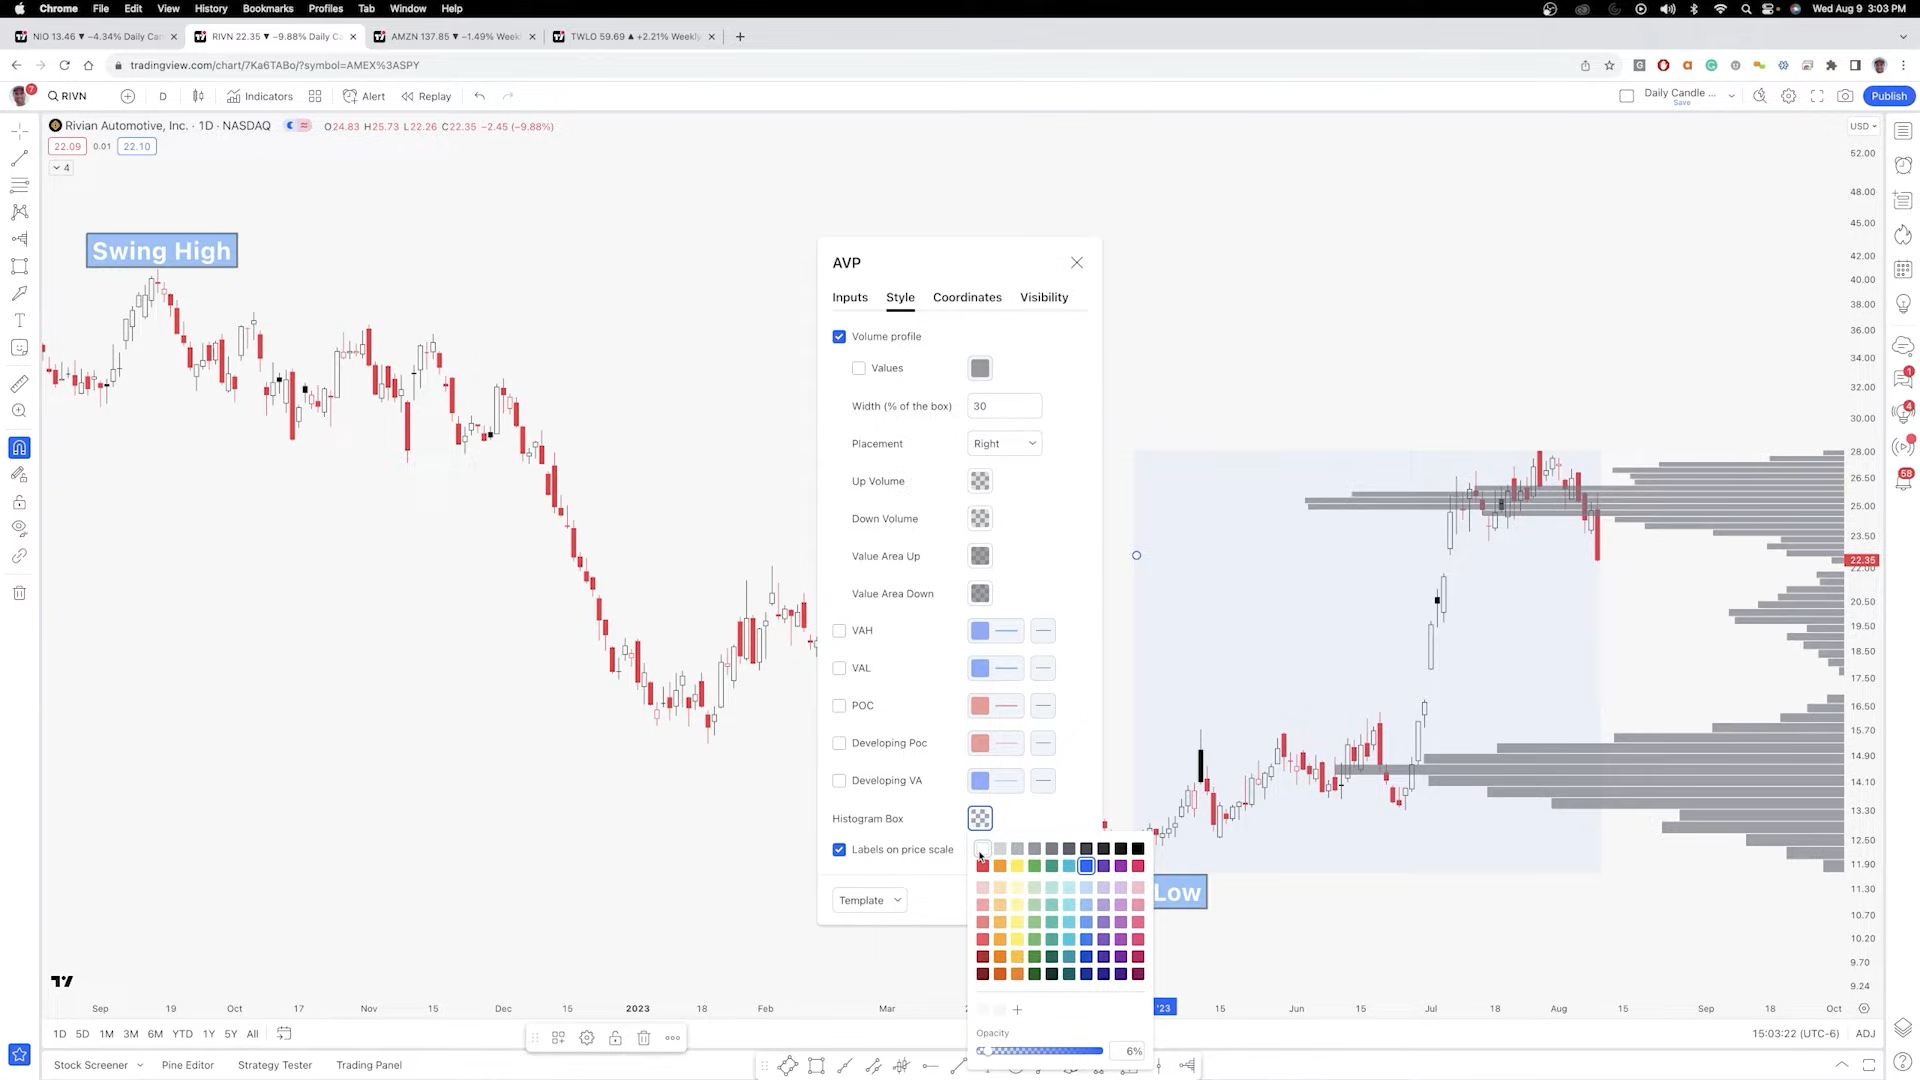 Chrome File Edit View History Bookmarks Profiles Tab Window Help Wed Aug 9 3:03 PM
NIO 13.46 ▼ −4.34% Daily Ca
RIVN 22.35 ▼ −9.88% Daily C
AMZN 137.85 ▼ −1.49% Week
TWLO 59.69 ▲ +2.21% Weekly
tradingview.com/chart/7Ka6TABo/?symbol=AMEX%3ASPY
7 RIVN D Indicators Alert Replay Daily Candle ... Save Publish
Rivian Automotive, Inc. · 1D · NASDAQ O24.83 H25.73 L22.26 C22.35 −2.45 (−9.88%) USD
22.09 0.01 22.10
4
Swing High
AVP
Inputs Style Coordinates Visibility
Volume profile
Values
Width (% of the box) 30
Placement Right
Up Volume
Down Volume
Value Area Up
Value Area Down
VAH
VAL
POC
Developing Poc
Developing VA
Histogram Box
Labels on price scale
Template
Opacity
6%
Low
52.00
48.00
45.00
42.00
40.00
38.00
36.00
34.00
32.00
30.00
28.00
26.50
25.00
23.50
22.35
22.00
20.50
19.50
18.50
17.50
16.50
15.70
14.90
14.10
13.30
12.50
11.90
11.30
10.70
10.20
9.70
9.24
1
4
58
Sep 19 Oct 17 Nov 15 Dec 15 2023 18 Feb Mar '23 15 Jun 15 Jul 18 Aug 15 Sep 18 Oct
1D 5D 1M 3M 6M YTD 1Y 5Y All 15:03:22 (UTC-6) ADJ
Stock Screener Pine Editor Strategy Tester Trading Panel